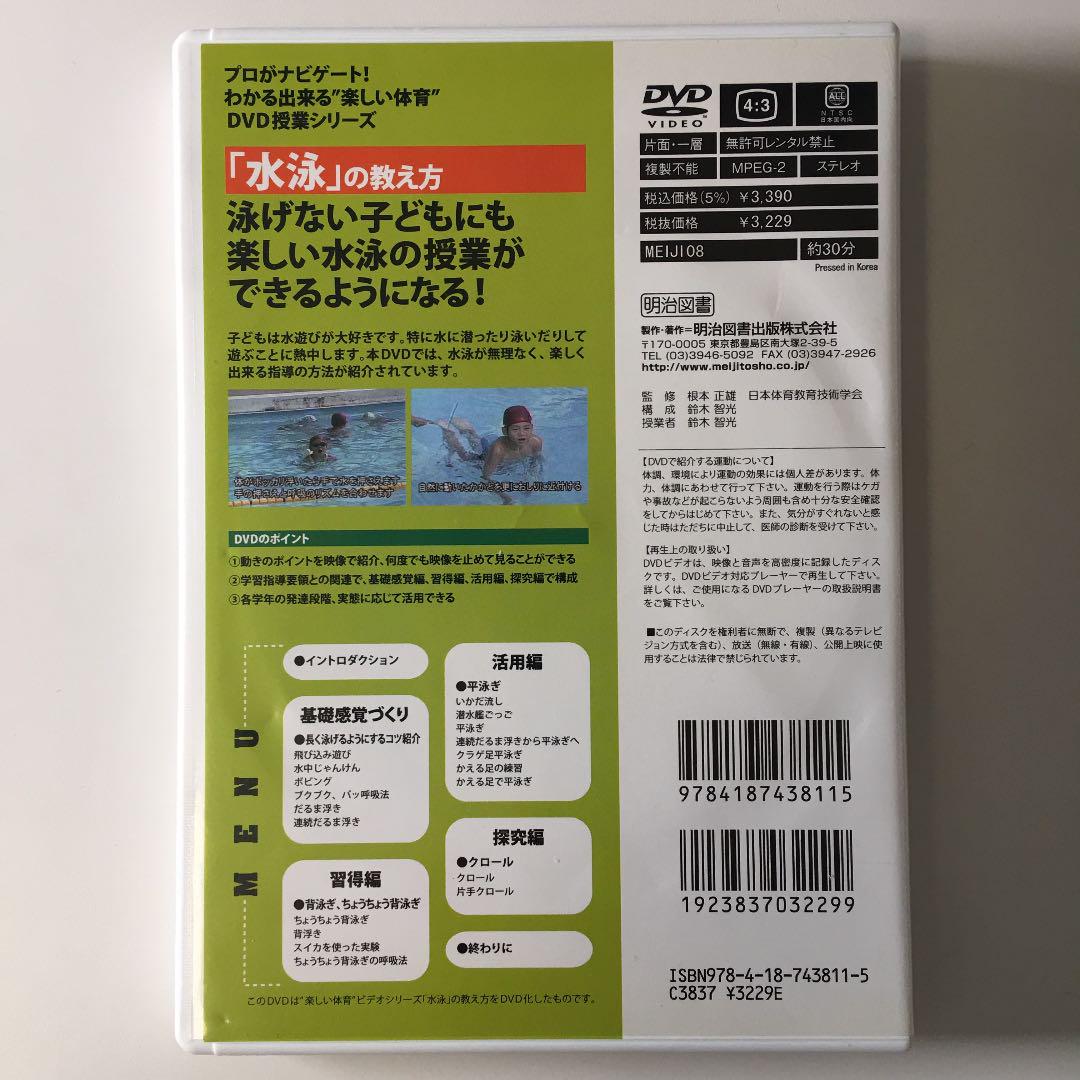 プロがナビゲート!
わかる出来る"楽しい体育"
DVD授業シリーズ
「水泳」の教え方
泳げない子どもにも
楽しい水泳の授業が
できるようになる!
子どもは水遊びが大好きです。特に水に潜ったり泳いだりして
遊ぶことに熱中します。本DVDでは、水泳が無理なく、楽しく
出来る指導の方法が紹介されています。
体がポッカリ浮いたら手で水を押さえます
手の押さえと呼吸のリズムを合わせます
自然に動いたかかとを更におしりに近付ける
DVDのポイント
①動きのポイントを映像で紹介、何度でも映像を止めて見ることができる
②学習指導要領との関連で、基礎感覚編、習得編、活用編、探究編で構成
③各学年の発達段階、実態に応じて活用できる
MENU
●イントロダクション
基礎感覚づくり
●長く泳げるようにするコツ紹介
飛び込み遊び
水中じゃんけん
ボビング
ブクブク、パッ呼吸法
だるま浮き
連続だるま浮き
習得編
●背泳ぎ、ちょうちょう背泳ぎ
ちょうちょう背泳ぎ
背浮き
スイカを使った実験
ちょうちょう背泳ぎの呼吸法
活用編
●平泳ぎ
いかだ流し
潜水艦ごっご
平泳ぎ
連続だるま浮きから平泳ぎへ
クラゲ足平泳ぎ
かえる足の練習
かえる足で平泳ぎ
探究編
●クロール
クロール
片手クロール
●終わりに
このDVDは"楽しい体育"ビデオシリーズ「水泳」の教え方をDVD化したものです。
DVD VIDEO
4:3
ALL
NTSC
日本国内向
片面・一層 無許可レンタル禁止
複製不能 MPEG-2 ステレオ
税込価格(5%) ¥3,390
税抜価格 ¥3,229
MEIJI08 約30分
Pressed in Korea
明治図書
製作・著作=明治図書出版株式会社
〒170-0005 東京都豊島区南大塚2-39-5
TEL (03)3946-5092 FAX (03)3947-2926
http://www.meijitosho.co.jp/
監 修 根本 正雄 日本体育教育技術学会
構 成 鈴木 智光
授業者 鈴木 智光
【DVDで紹介する運動について】
体調、環境により運動の効果には個人差があります。体
力、体調にあわせて行って下さい。運動を行う際はケガ
や事故などが起こらないよう周囲も含め十分な安全確認
をしてからはじめて下さい。また、気分がすぐれないと感
じた時はただちに中止して、医師の診断を受けて下さい。
【再生上の取り扱い】
DVDビデオは、映像と音声を高密度に記録したディス
クです。DVDビデオ対応プレーヤーで再生して下さい。
詳しくは、ご使用になるDVDプレーヤーの取扱説明書
をご覧下さい。
■このディスクを権利者に無断で、複製(異なるテレビ
ジョン方式を含む)、放送(無線・有線)、公開上映に使
用することは法律で禁じられています。
9784187438115
1923837032299
ISBN978-4-18-743811-5
C3837 ¥3229E